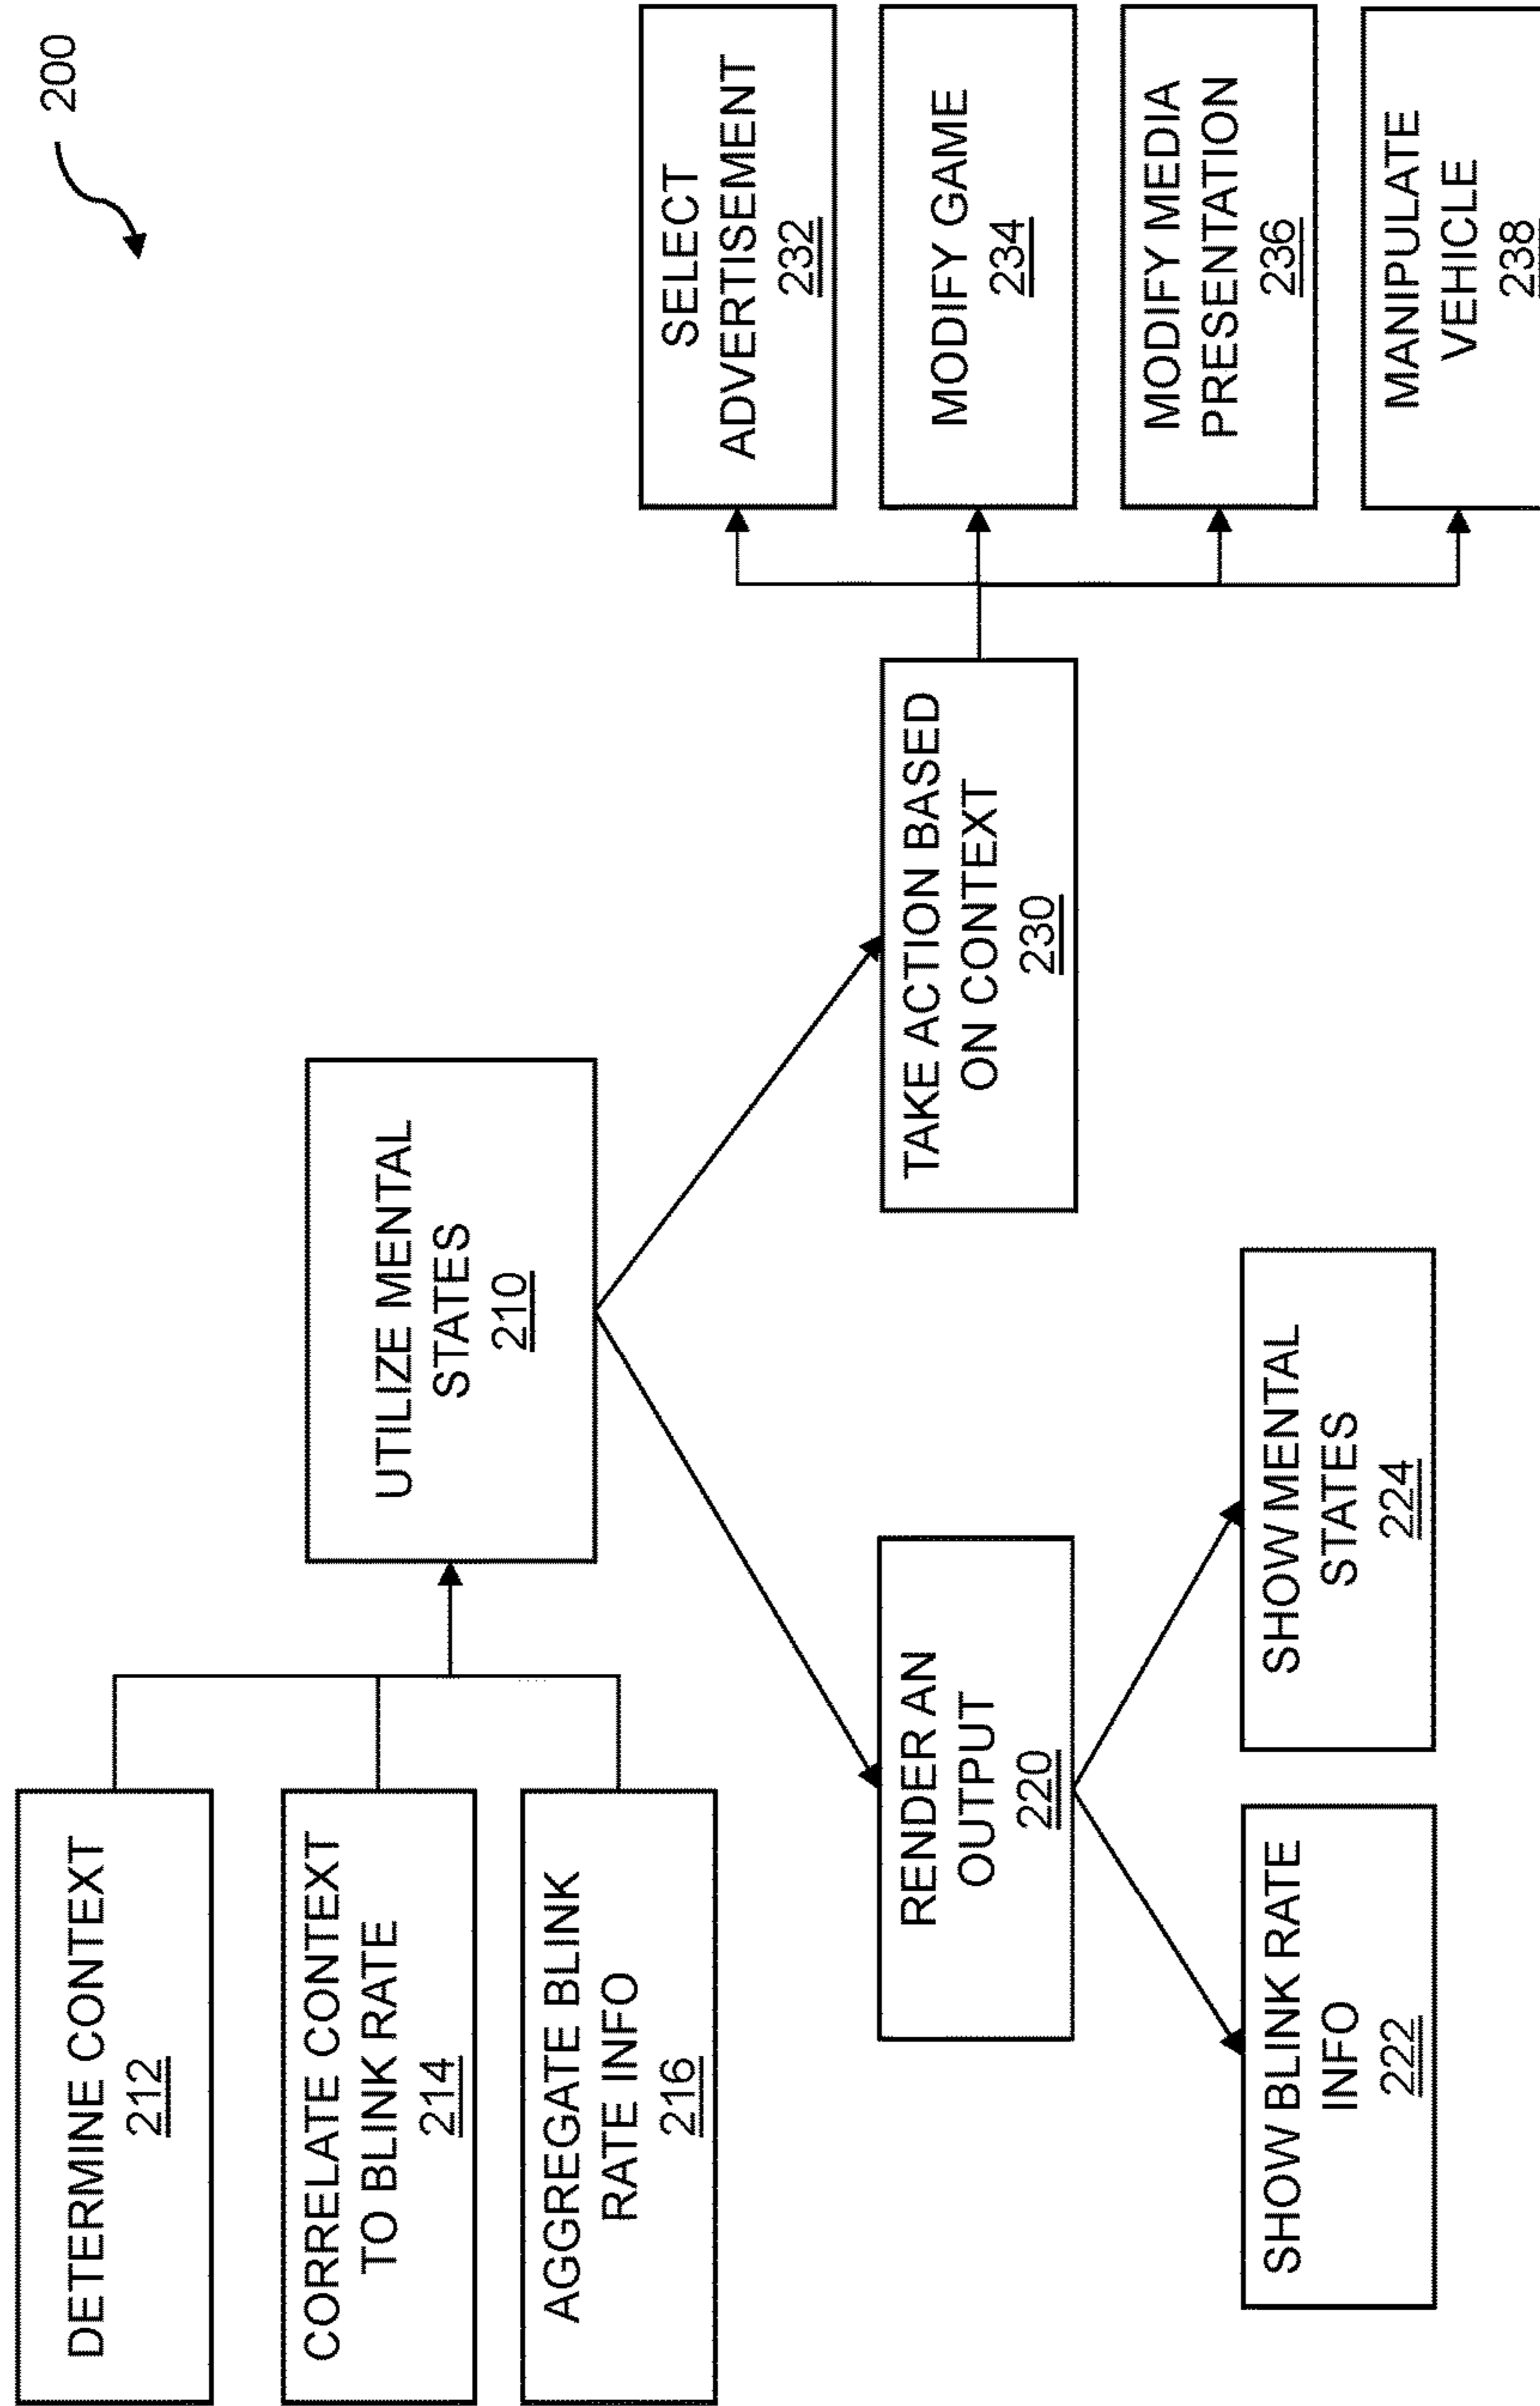 200
DETERMINE CONTEXT
212
CORRELATE CONTEXT
TO BLINK RATE
214
AGGREGATE BLINK
RATE INFO
216
UTILIZE MENTAL
STATES
210
RENDER AN
OUTPUT
220
SHOW BLINK RATE
INFO
222
SHOW MENTAL
STATES
224
TAKE ACTION BASED
ON CONTEXT
230
SELECT
ADVERTISEMENT
232
MODIFY GAME
234
MODIFY MEDIA
PRESENTATION
236
MANIPULATE
VEHICLE
238